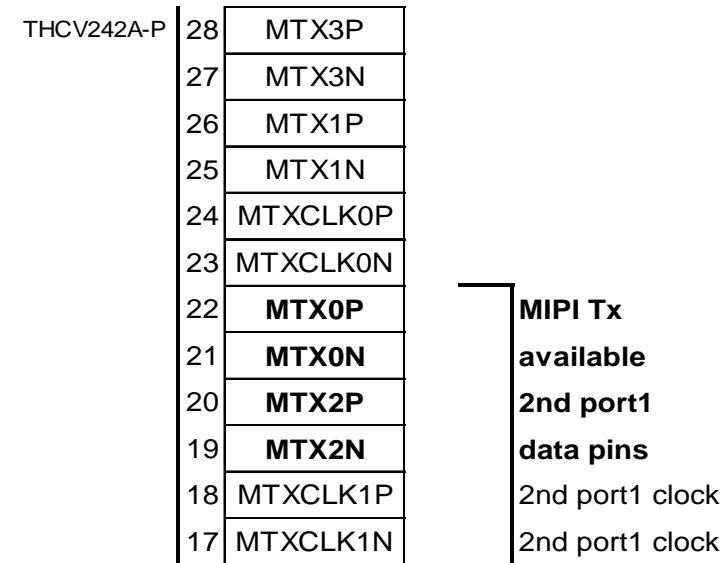 THCV242A-P 28 MTX3P
27 MTX3N
26 MTX1P
25 MTX1N
24 MTXCLK0P
23 MTXCLK0N
22 MTX0P MIPI Tx
21 MTX0N available
20 MTX2P 2nd port1
19 MTX2N data pins
18 MTXCLK1P 2nd port1 clock
17 MTXCLK1N 2nd port1 clock